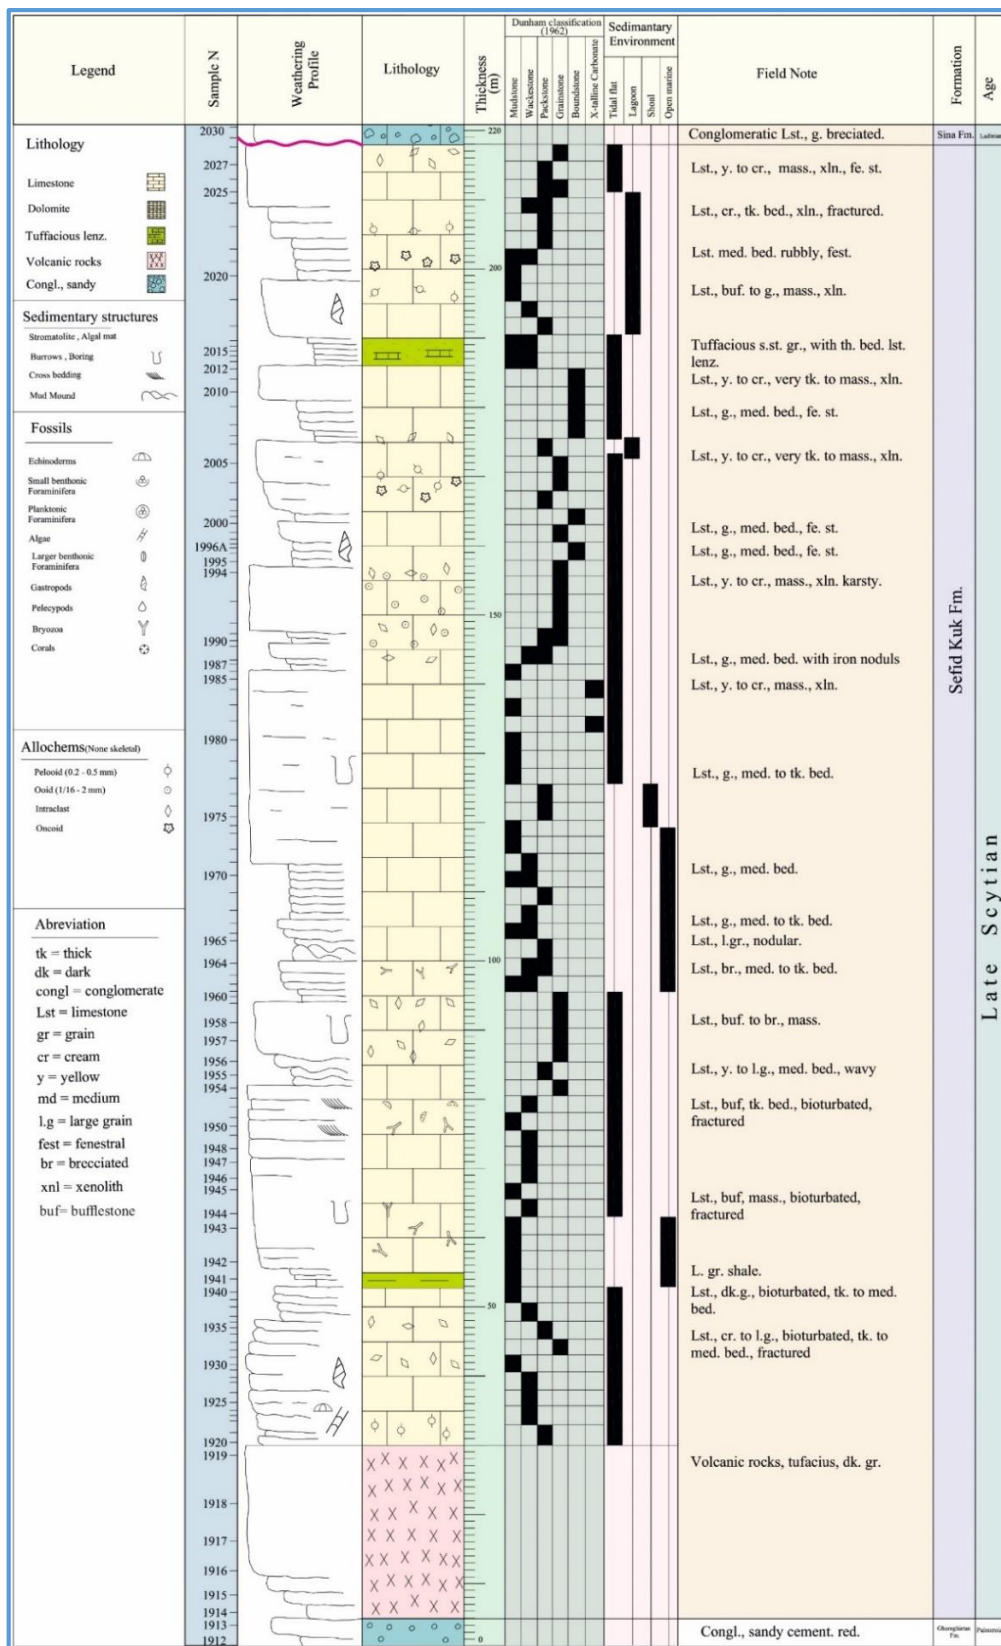 Legend
Sample N
Weathering
Profile
Lithology
Thickness
(m)
Dunham classification
(1962)
Mudstone
Wackestone
Packstone
Grainstone
Boundstone
X-talline Carbonate
Sedimantary
Environment
Tidal flat
Lagoon
Shoul
Open marine
Field Note
Formation
Age
Lithology
Limestone
Dolomite
Tuffacious lenz.
Volcanic rocks
Congl., sandy
Sedimentary structures
Stromatolite , Algal mat
Burrows , Boring
Cross bedding
Mud Mound
Fossils
Echinoderms
Small benthonic
Foraminifera
Planktonic
Foraminifera
Algae
Larger benthonic
Foraminifera
Gastropods
Pelecypods
Bryozoa
Corals
Allochems(None skeletal)
Pelooid (0.2 - 0.5 mm)
Ooid (1/16 - 2 mm)
Intraclast
Oncoid
Abreviation
tk = thick
dk = dark
congl = conglomerate
Lst = limestone
gr = grain
cr = cream
y = yellow
md = medium
l.g = large grain
fest = fenestral
br = brecciated
xnl = xenolith
buf= bufflestone
2030
2027
2025
2020
2015
2012
2010
2005
2000
1996A
1995
1994
1990
1987
1985
1980
1975
1970
1965
1964
1960
1958
1957
1956
1955
1954
1950
1948
1947
1946
1945
1944
1943
1942
1941
1940
1935
1930
1925
1920
1919
1918
1917
1916
1915
1914
1913
1912
220
200
150
100
50
0
Conglomeratic Lst., g. breciated.
Lst., y. to cr., mass., xln., fe. st.
Lst., cr., tk. bed., xln., fractured.
Lst. med. bed. rubbly, fest.
Lst., buf. to g., mass., xln.
Tuffacious s.st. gr., with th. bed. lst.
lenz.
Lst., y. to cr., very tk. to mass., xln.
Lst., g., med. bed., fe. st.
Lst., y. to cr., very tk. to mass., xln.
Lst., g., med. bed., fe. st.
Lst., g., med. bed., fe. st.
Lst., y. to cr., mass., xln. karsty.
Lst., g., med. bed. with iron noduls
Lst., y. to cr., mass., xln.
Lst., g., med. to tk. bed.
Lst., g., med. bed.
Lst., g., med. to tk. bed.
Lst., l.gr., nodular.
Lst., br., med. to tk. bed.
Lst., buf. to br., mass.
Lst., y. to l.g., med. bed., wavy
Lst., buf, tk. bed., bioturbated,
fractured
Lst., buf, mass., bioturbated,
fractured
L. gr. shale.
Lst., dk.g., bioturbated, tk. to med.
bed.
Lst., cr. to l.g., bioturbated, tk. to
med. bed., fractured
Volcanic rocks, tufacius, dk. gr.
Congl., sandy cement. red.
Sina Fm.
Sefid Kuk Fm.
Fm.
Ladinian
Late Scytian